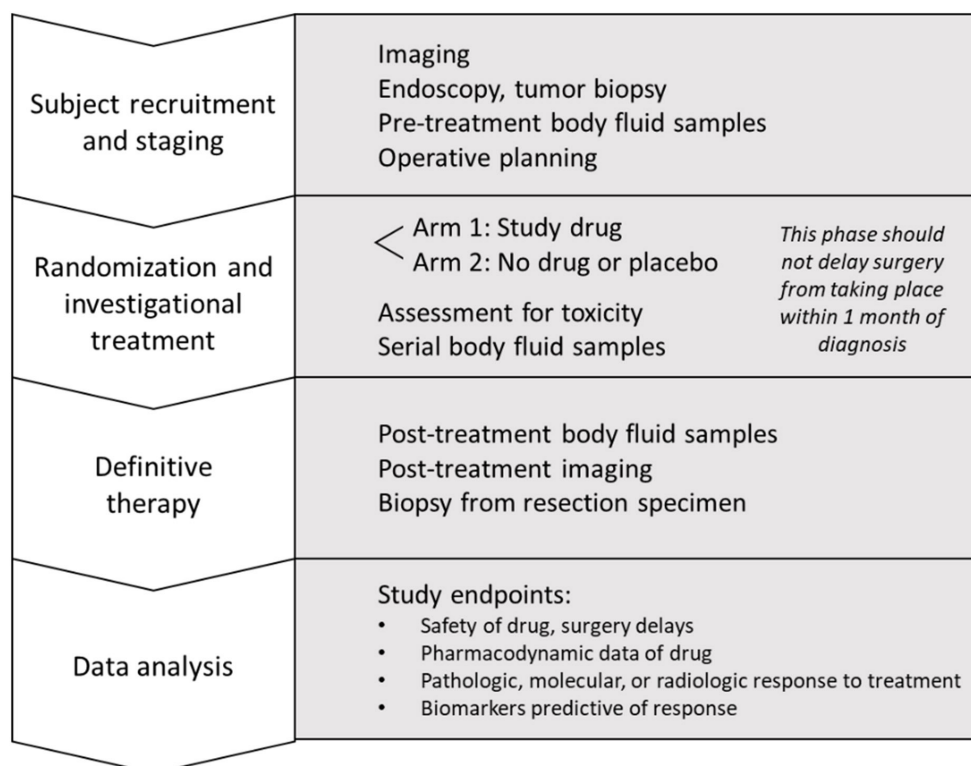 Subject recruitment
and staging
Imaging
Endoscopy, tumor biopsy
Pre-treatment body fluid samples
Operative planning
Randomization and
investigational
treatment
Arm 1: Study drug
Arm 2: No drug or placebo
Assessment for toxicity
Serial body fluid samples
This phase should
not delay surgery
from taking place
within 1 month of
diagnosis
Definitive
therapy
Post-treatment body fluid samples
Post-treatment imaging
Biopsy from resection specimen
Data analysis
Study endpoints:
• Safety of drug, surgery delays
• Pharmacodynamic data of drug
• Pathologic, molecular, or radiologic response to treatment
• Biomarkers predictive of response